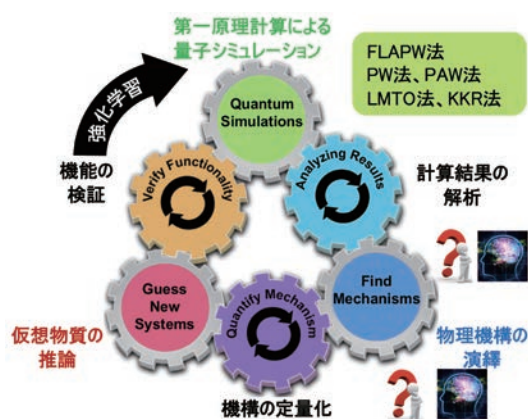 第一原理計算による
量子シミュレーション
FLAPW法
PW法、PAW法
LMTO法、KKR法
強化学習
Quantum
Simulations
機能の
検証
Verify Functionality
Analyzing Results
計算結果の
解析
Guess
New
Systems
Quantify Mechanism
Find
Mechanisms
仮想物質の
推論
機構の定量化
物理機構の
演繹